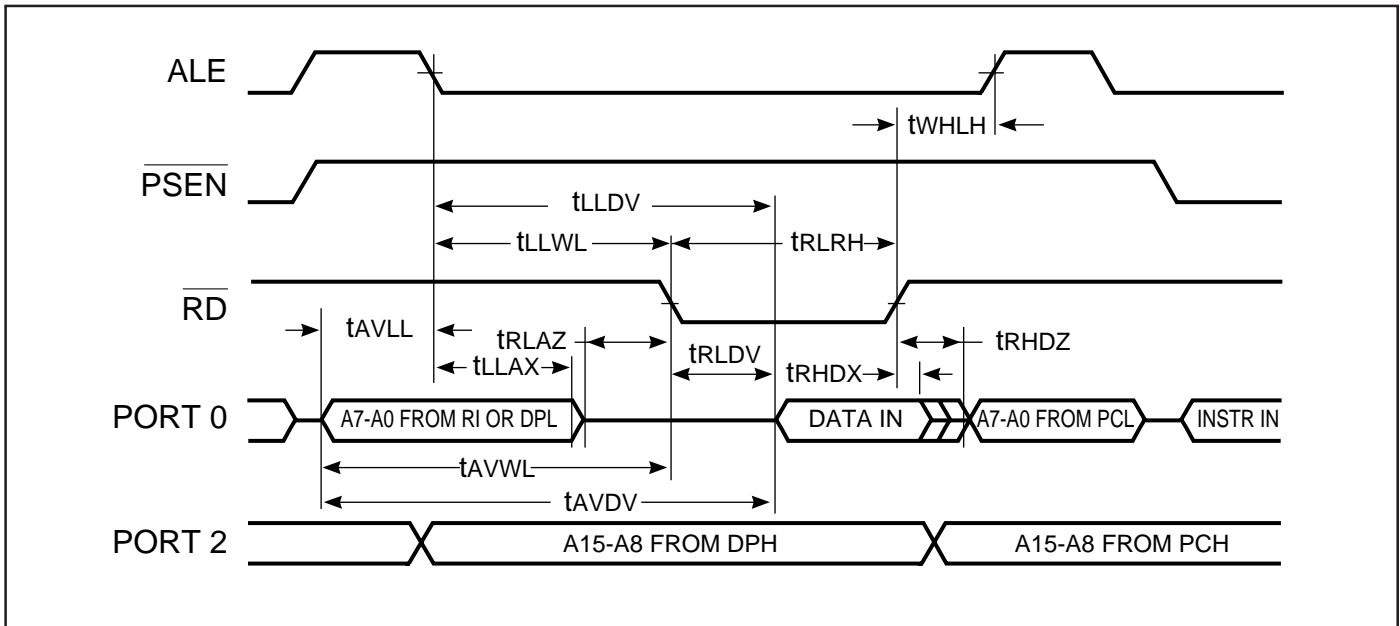 ALE
tWHLH
PSEN
tLLDV
tLLWL
tRLRH
RD
tAVLL
tRLAZ
tRLDV
tRHDZ
tLLAX
tRHDX
PORT 0
A7-A0 FROM RI OR DPL
DATA IN
A7-A0 FROM PCL
INSTR IN
tAVWL
tAVDV
PORT 2
A15-A8 FROM DPH
A15-A8 FROM PCH